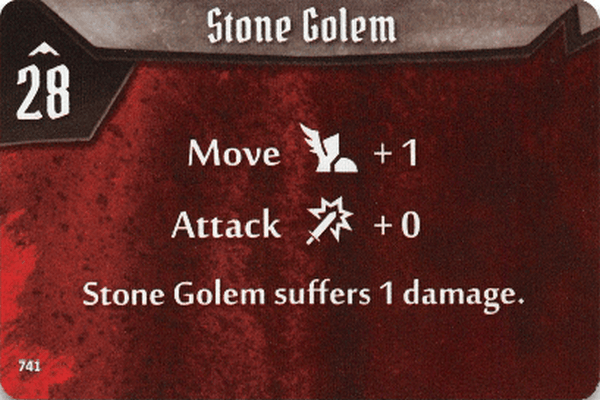 Stone Golem
28
Move + 1
Attack + 0
Stone Golem suffers 1 damage.
741